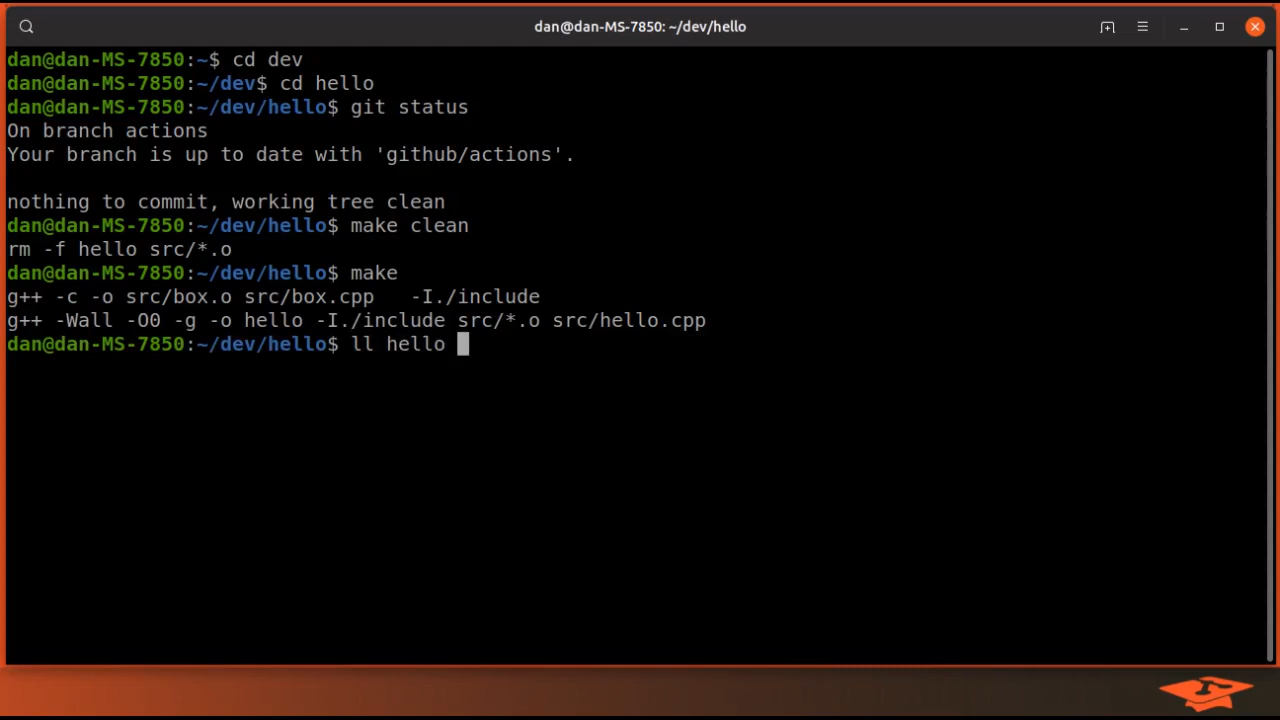 dan@dan-MS-7850: ~/dev/hello
dan@dan-MS-7850:~$ cd dev
dan@dan-MS-7850:~/dev$ cd hello
dan@dan-MS-7850:~/dev/hello$ git status
On branch actions
Your branch is up to date with 'github/actions'.
nothing to commit, working tree clean
dan@dan-MS-7850:~/dev/hello$ make clean
rm -f hello src/*.o
dan@dan-MS-7850:~/dev/hello$ make
g++ -c -o src/box.o src/box.cpp   -I./include
g++ -Wall -O0 -g -o hello -I./include src/*.o src/hello.cpp
dan@dan-MS-7850:~/dev/hello$ ll hello